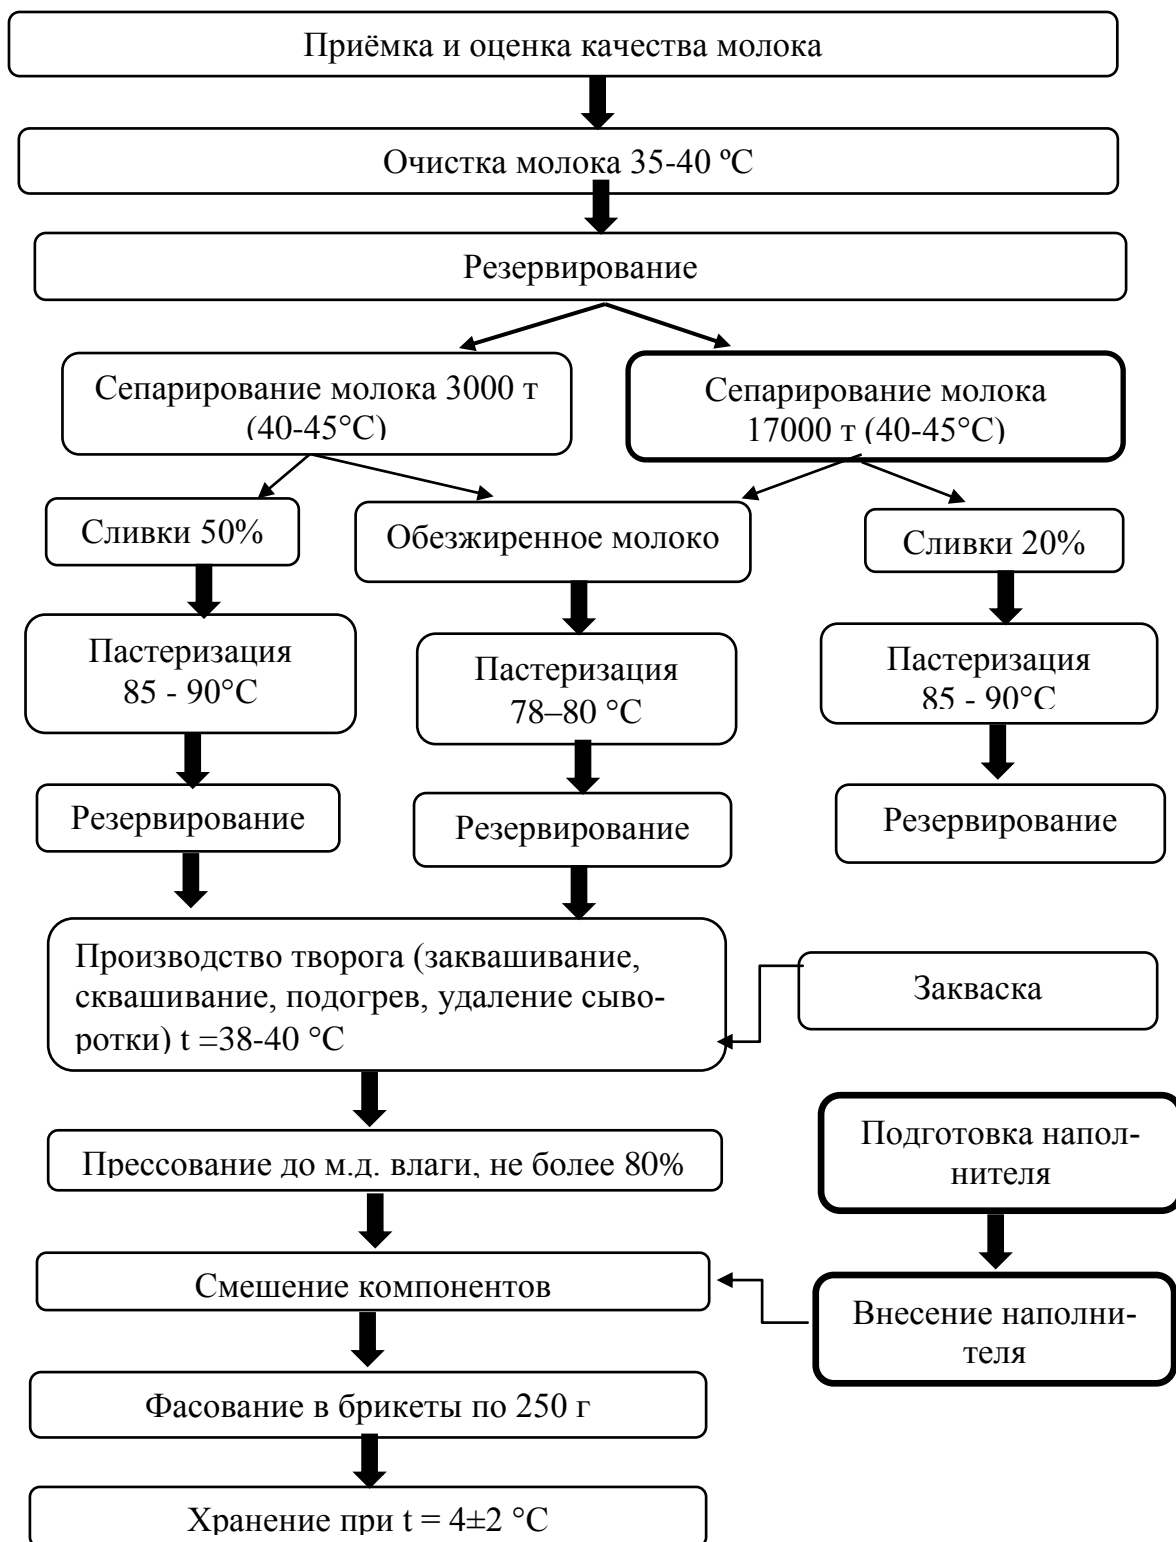 Приёмка и оценка качества молока
Очистка молока 35-40 ºС
Резервирование
Сепарирование молока 3000 т
(40-45°С)
Сепарирование молока
17000 т (40-45°С)
Сливки 50%
Обезжиренное молоко
Сливки 20%
Пастеризация
85 - 90°С
Пастеризация
78–80 °С
Пастеризация
85 - 90°С
Резервирование
Резервирование
Резервирование
Производство творога (заквашивание,
сквашивание, подогрев, удаление сыво-
ротки) t =38-40 °С
Закваска
Прессование до м.д. влаги, не более 80%
Подготовка напол-
нителя
Смешение компонентов
Внесение наполни-
теля
Фасование в брикеты по 250 г
Хранение при t = 4±2 °С